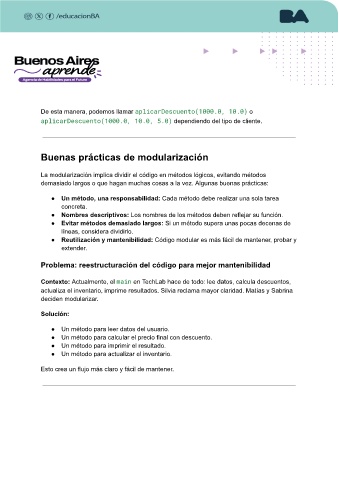 /educacionBA
BA
Buenos Aires
aprende
Agencia de Habilidades para el Futuro
De esta manera, podemos llamar aplicarDescuento(1000.0, 10.0) o
aplicarDescuento(1000.0, 10.0, 5.0) dependiendo del tipo de cliente.
Buenas prácticas de modularización
La modularización implica dividir el código en métodos lógicos, evitando métodos
demasiado largos o que hagan muchas cosas a la vez. Algunas buenas prácticas:
● Un método, una responsabilidad: Cada método debe realizar una sola tarea
concreta.
● Nombres descriptivos: Los nombres de los métodos deben reflejar su función.
● Evitar métodos demasiado largos: Si un método supera unas pocas decenas de
líneas, considera dividirlo.
● Reutilización y mantenibilidad: Código modular es más fácil de mantener, probar y
extender.
Problema: reestructuración del código para mejor mantenibilidad
Contexto: Actualmente, el main en TechLab hace de todo: lee datos, calcula descuentos,
actualiza el inventario, imprime resultados. Silvia reclama mayor claridad. Matías y Sabrina
deciden modularizar.
Solución:
● Un método para leer datos del usuario.
● Un método para calcular el precio final con descuento.
● Un método para imprimir el resultado.
● Un método para actualizar el inventario.
Esto crea un flujo más claro y fácil de mantener.